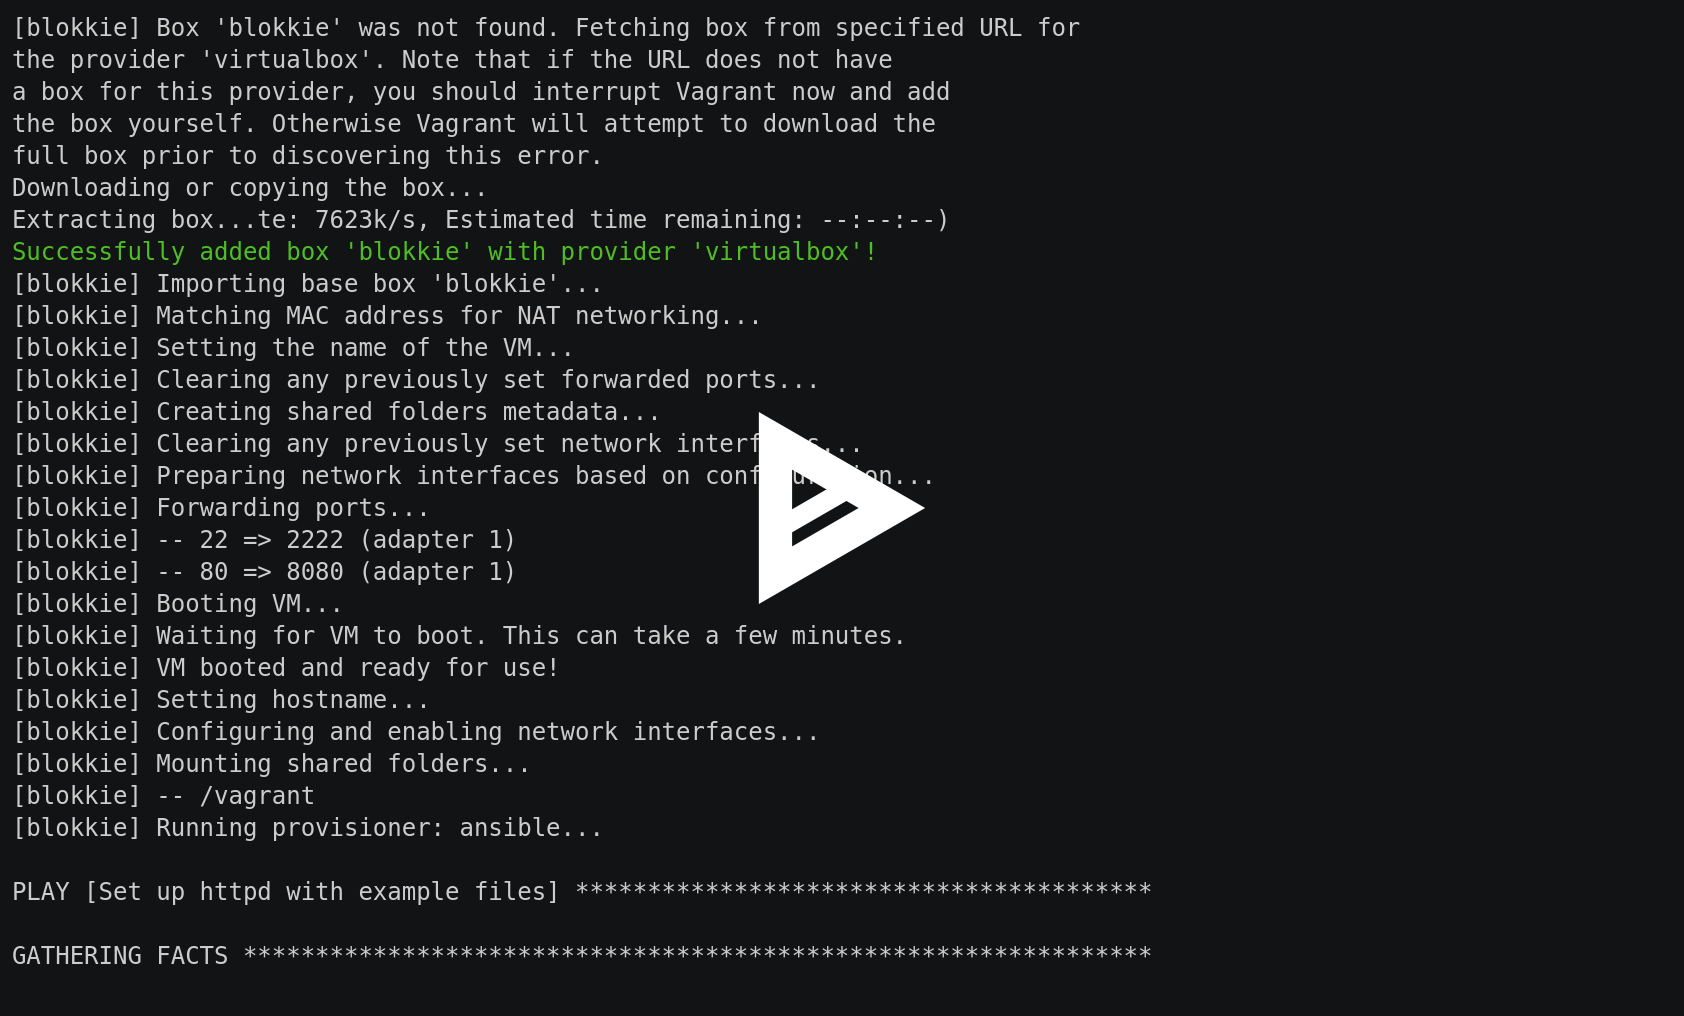 [blokkie] Box 'blokkie' was not found. Fetching box from specified URL for
the provider 'virtualbox'. Note that if the URL does not have
a box for this provider, you should interrupt Vagrant now and add
the box yourself. Otherwise Vagrant will attempt to download the
full box prior to discovering this error.
Downloading or copying the box...
Extracting box...te: 7623k/s, Estimated time remaining: --:--:--)
Successfully added box 'blokkie' with provider 'virtualbox'!
[blokkie] Importing base box 'blokkie'...
[blokkie] Matching MAC address for NAT networking...
[blokkie] Setting the name of the VM...
[blokkie] Clearing any previously set forwarded ports...
[blokkie] Creating shared folders metadata...
[blokkie] Clearing any previously set network ...
[blokkie] Preparing network interfaces based on ...
[blokkie] Forwarding ports...
[blokkie] -- 22 => 2222 (adapter 1)
[blokkie] -- 80 => 8080 (adapter 1)
[blokkie] Booting VM...
[blokkie] Waiting for VM to boot. This can take a few minutes.
[blokkie] VM booted and ready for use!
[blokkie] Setting hostname...
[blokkie] Configuring and enabling network interfaces...
[blokkie] Mounting shared folders...
[blokkie] -- /vagrant
[blokkie] Running provisioner: ansible...
PLAY [Set up httpd with example files] ****************************************
GATHERING FACTS ***************************************************************